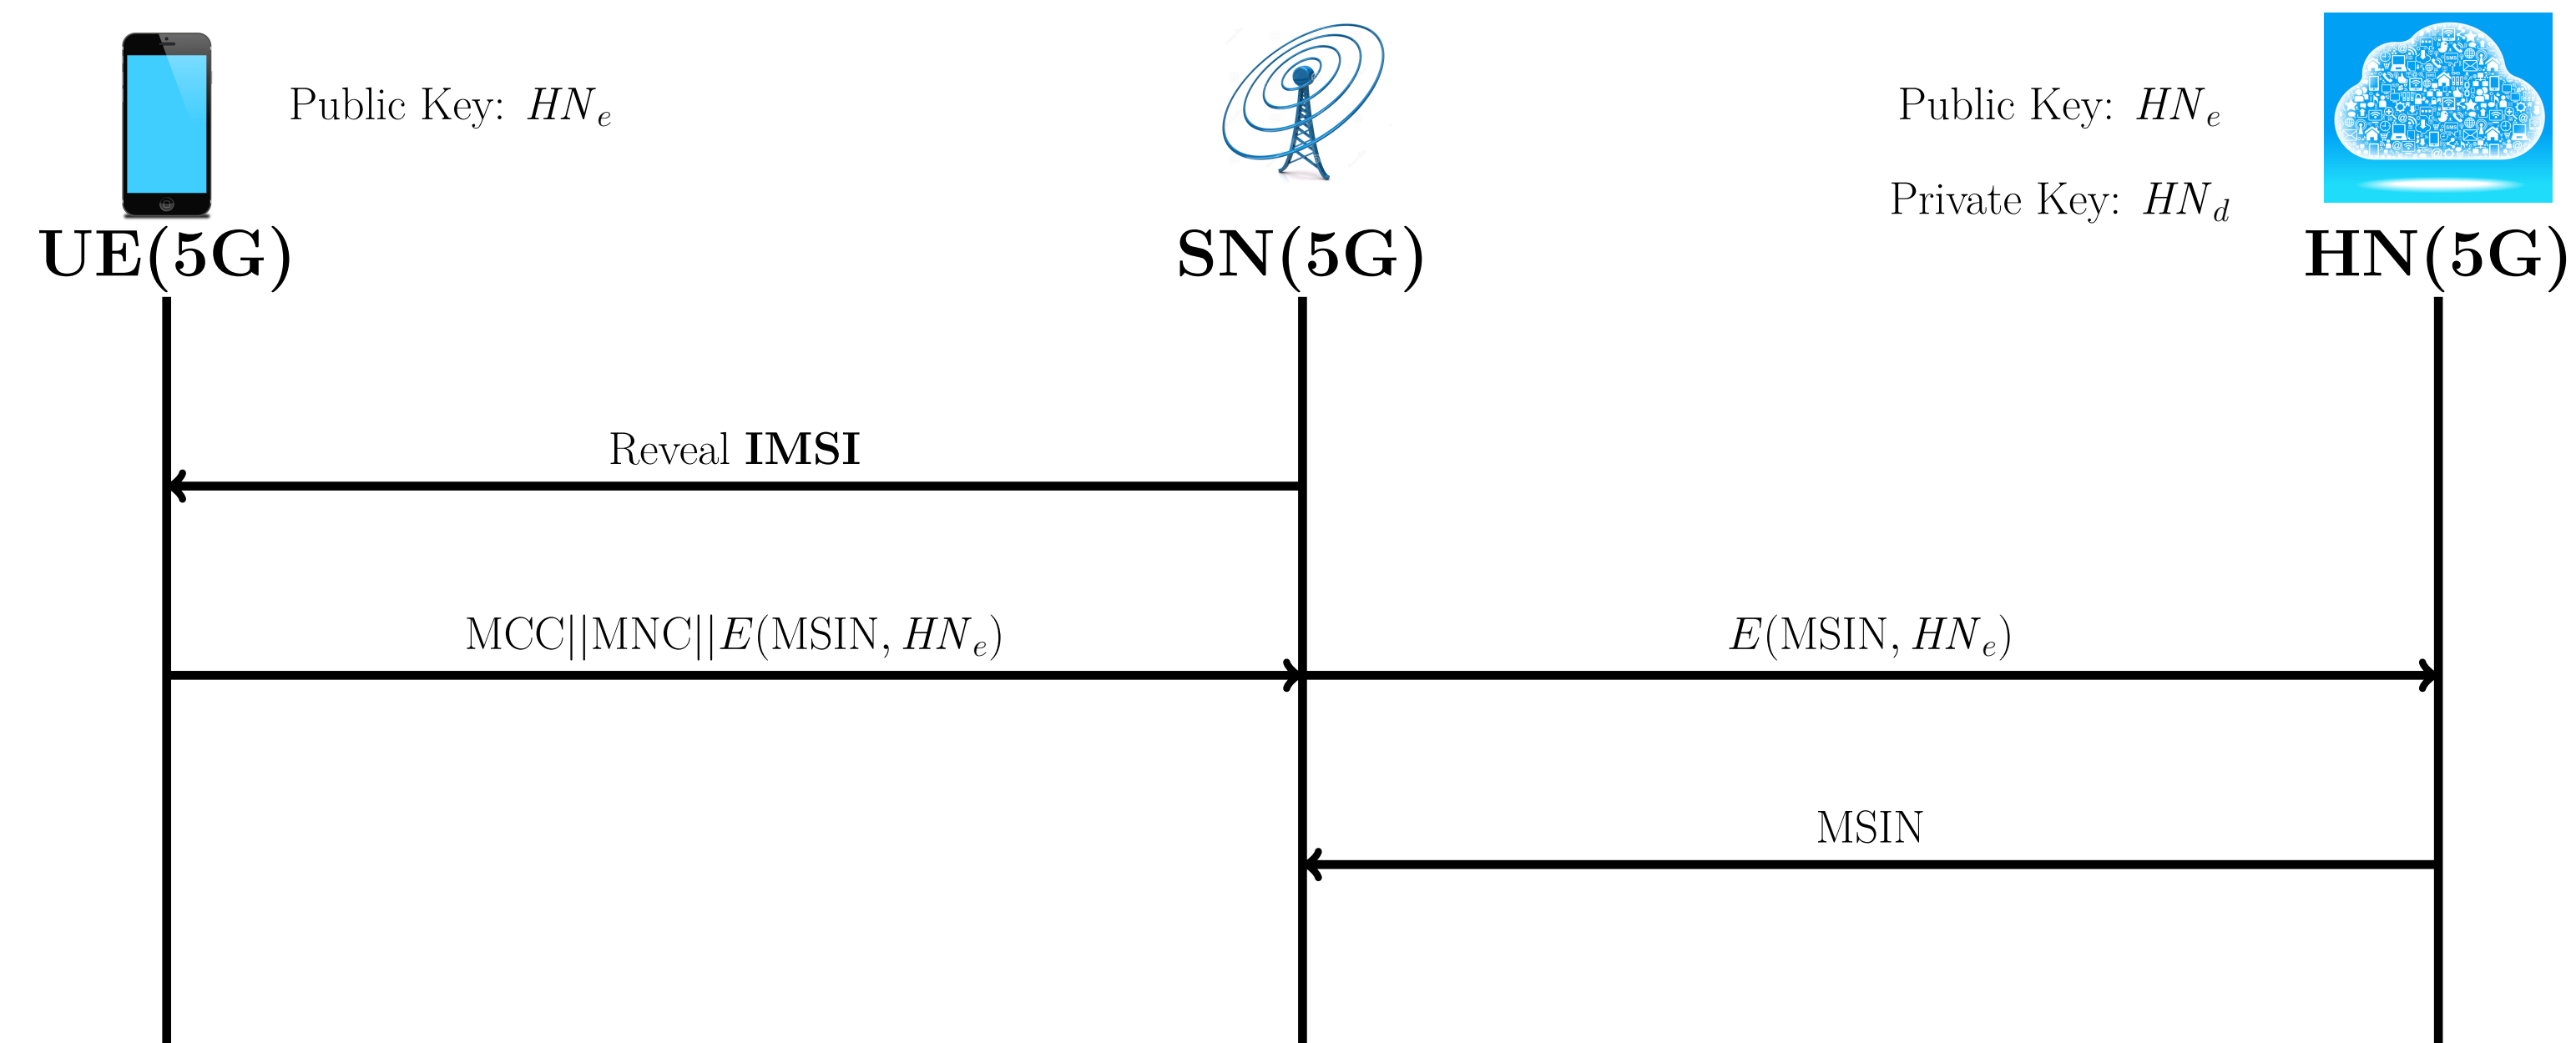 Public Key: HN_e
Public Key: HN_e
Private Key: HN_d
UE(5G)
SN(5G)
HN(5G)
Reveal IMSI
MCC||MNC||E(MSIN, HN_e)
E(MSIN, HN_e)
MSIN